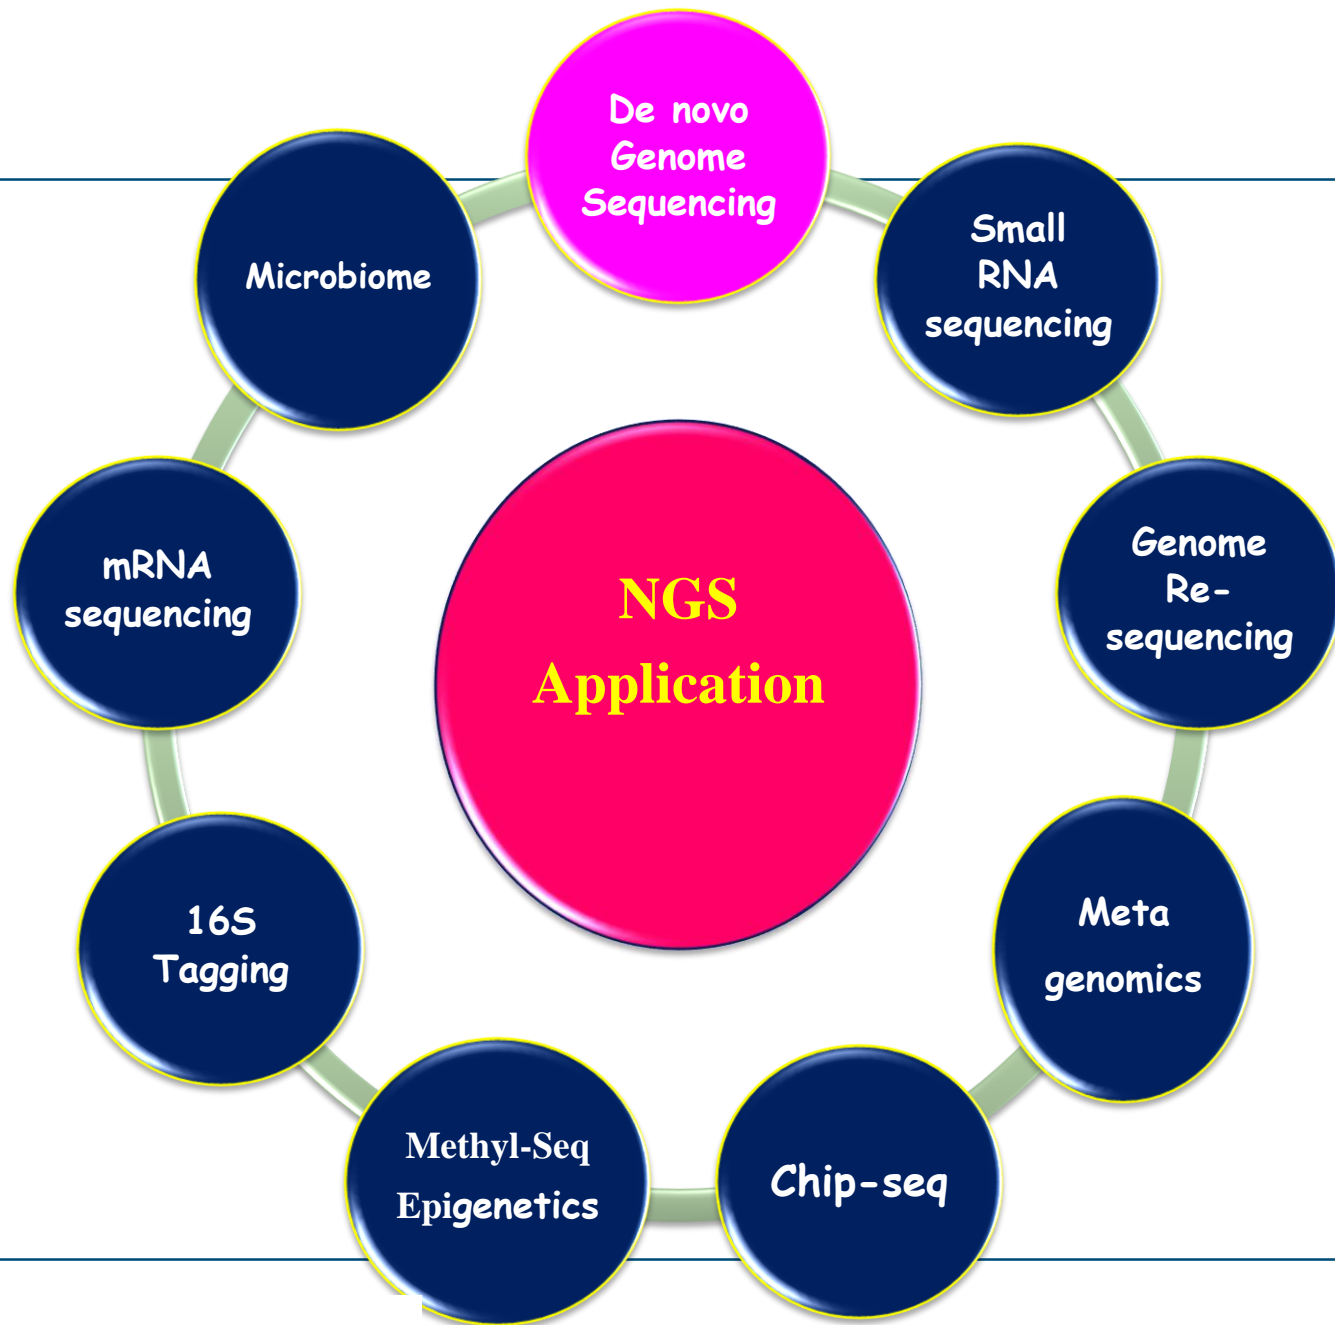 De novo
Genome
Sequencing
Small
RNA
sequencing
Microbiome
Genome
Re-
sequencing
mRNA
sequencing
NGS
Application
Meta
genomics
16S
Tagging
Methyl-Seq
Epigenetics
Chip-seq